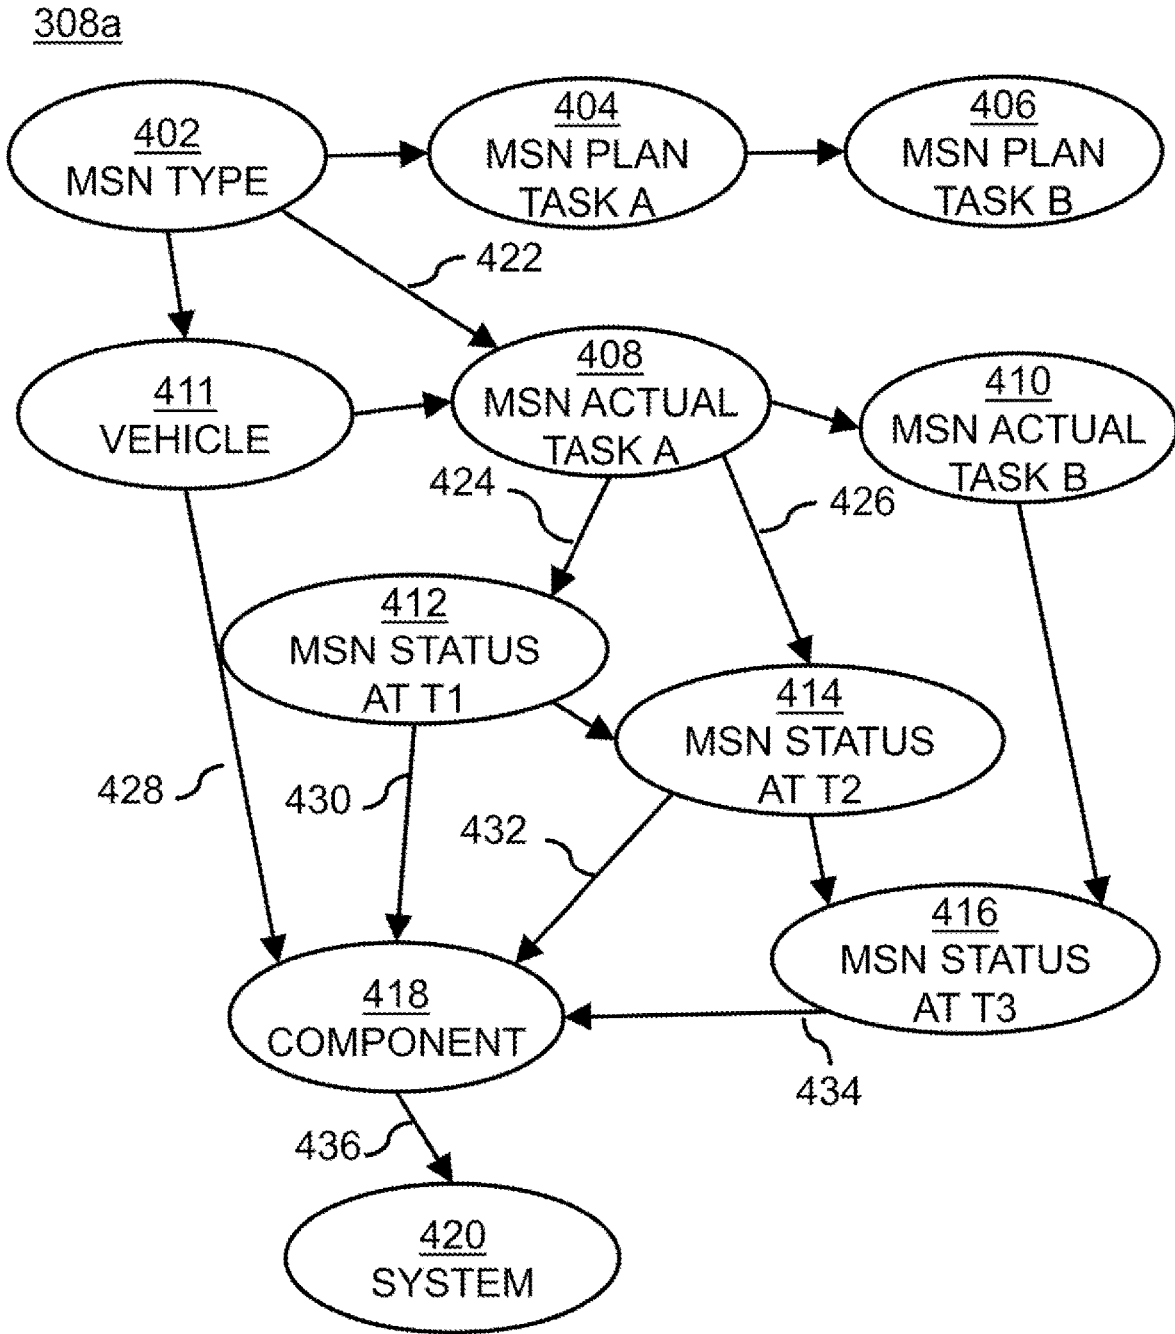 308a
402
MSN TYPE
404
MSN PLAN
TASK A
406
MSN PLAN
TASK B
422
411
VEHICLE
408
MSN ACTUAL
TASK A
410
MSN ACTUAL
TASK B
424
426
412
MSN STATUS
AT T1
414
MSN STATUS
AT T2
428
430
432
416
MSN STATUS
AT T3
418
COMPONENT
434
436
420
SYSTEM